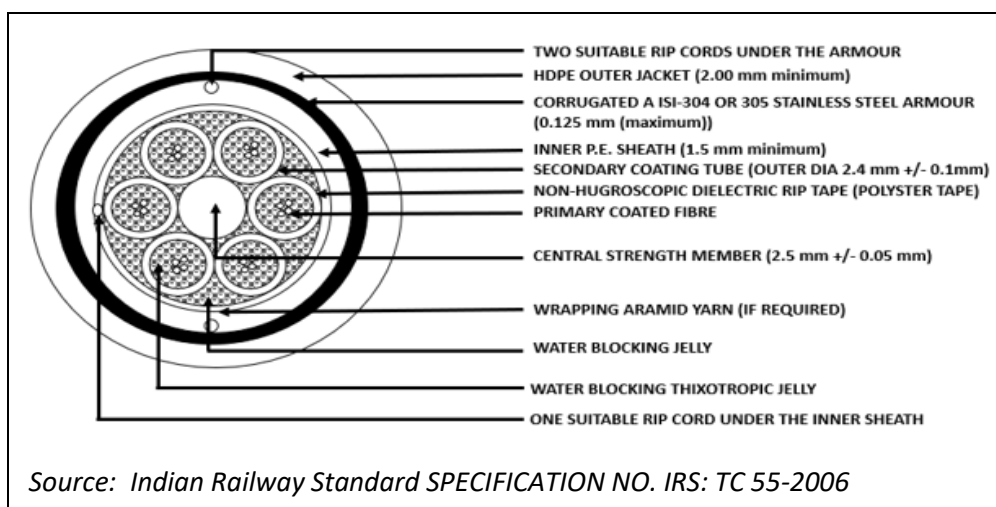 TWO SUITABLE RIP CORDS UNDER THE ARMOUR
HDPE OUTER JACKET (2.00 mm minimum)
CORRUGATED A ISI-304 OR 305 STAINLESS STEEL ARMOUR
(0.125 mm (maximum))
INNER P.E. SHEATH (1.5 mm minimum)
SECONDARY COATING TUBE (OUTER DIA 2.4 mm +/- 0.1mm)
NON-HUGROSCOPIC DIELECTRIC RIP TAPE (POLYSTER TAPE)
PRIMARY COATED FIBRE
CENTRAL STRENGTH MEMBER (2.5 mm +/- 0.05 mm)
WRAPPING ARAMID YARN (IF REQUIRED)
WATER BLOCKING JELLY
WATER BLOCKING THIXOTROPIC JELLY
ONE SUITABLE RIP CORD UNDER THE INNER SHEATH
Source: Indian Railway Standard SPECIFICATION NO. IRS: TC 55-2006